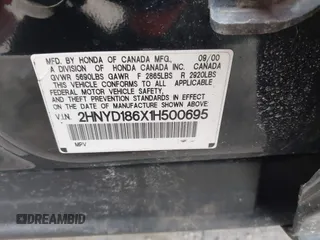 MFD. BY HONDA OF CANADA MFG. 09/00
A DIVISION OF HONDA CANADA INC. CANADA
GVWR 5690LBS GAWR F 2865LBS R 2920LBS
THIS VEHICLE CONFORMS TO ALL APPLICABLE
FEDERAL MOTOR VEHICLE SAFETY AND THEFT
PREVENTION STANDARDS IN EFFECT ON
THE DATE OF MANUFACTURE SHOWN ABOVE.
V.I.N. 2HNYD186X1H500695
MPV
DREAMBID